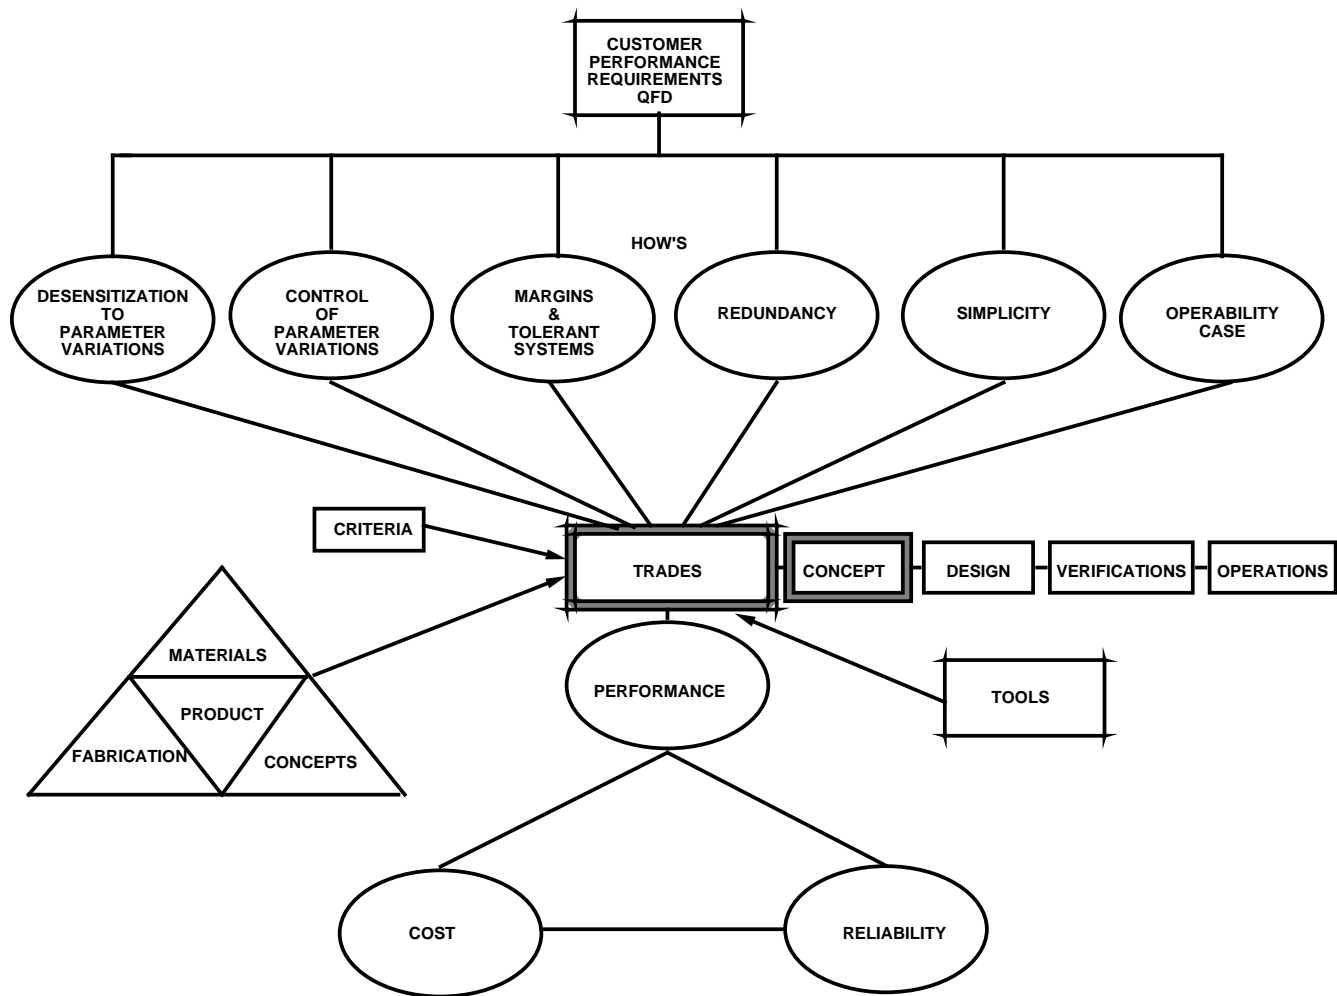 CUSTOMER
PERFORMANCE
REQUIREMENTS
QFD
HOW'S
DESENSITIZATION
TO
PARAMETER
VARIATIONS
CONTROL
OF
PARAMETER
VARIATIONS
MARGINS
&
TOLERANT
SYSTEMS
REDUNDANCY
SIMPLICITY
OPERABILITY
CASE
CRITERIA
TRADES
CONCEPT
DESIGN
VERIFICATIONS
OPERATIONS
MATERIALS
PRODUCT
FABRICATION
CONCEPTS
PERFORMANCE
TOOLS
COST
RELIABILITY